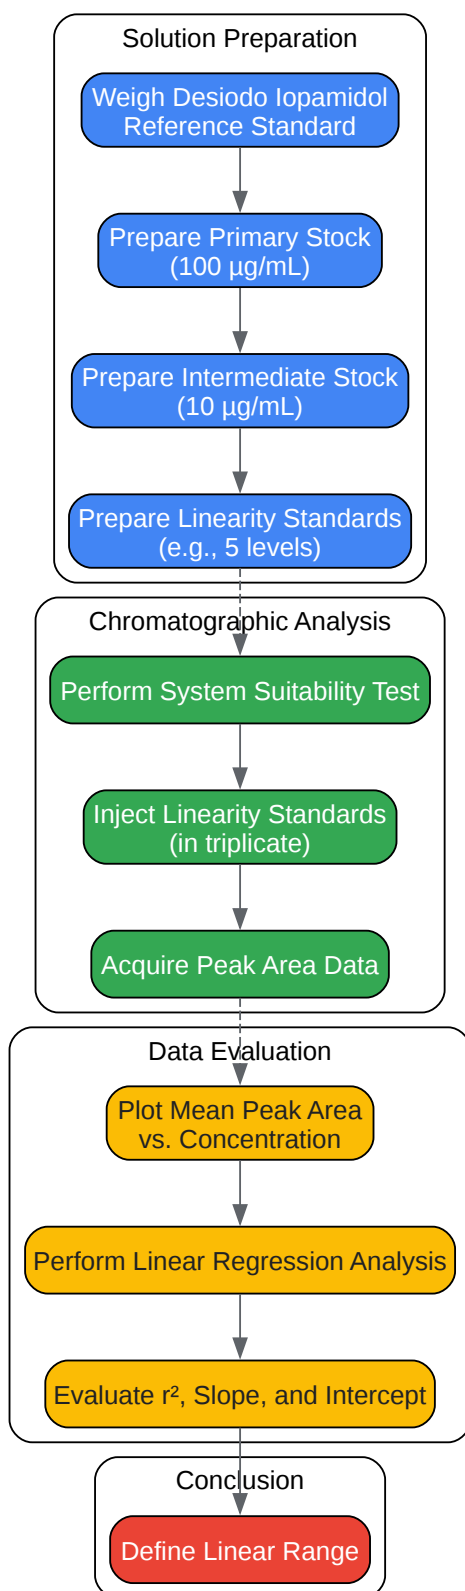 Solution Preparation
Weigh Desiodo Iopamidol
Reference Standard
Prepare Primary Stock
(100 µg/mL)
Prepare Intermediate Stock
(10 µg/mL)
Prepare Linearity Standards
(e.g., 5 levels)
Chromatographic Analysis
Perform System Suitability Test
Inject Linearity Standards
(in triplicate)
Acquire Peak Area Data
Data Evaluation
Plot Mean Peak Area
vs. Concentration
Perform Linear Regression Analysis
Evaluate r², Slope, and Intercept
Conclusion
Define Linear Range